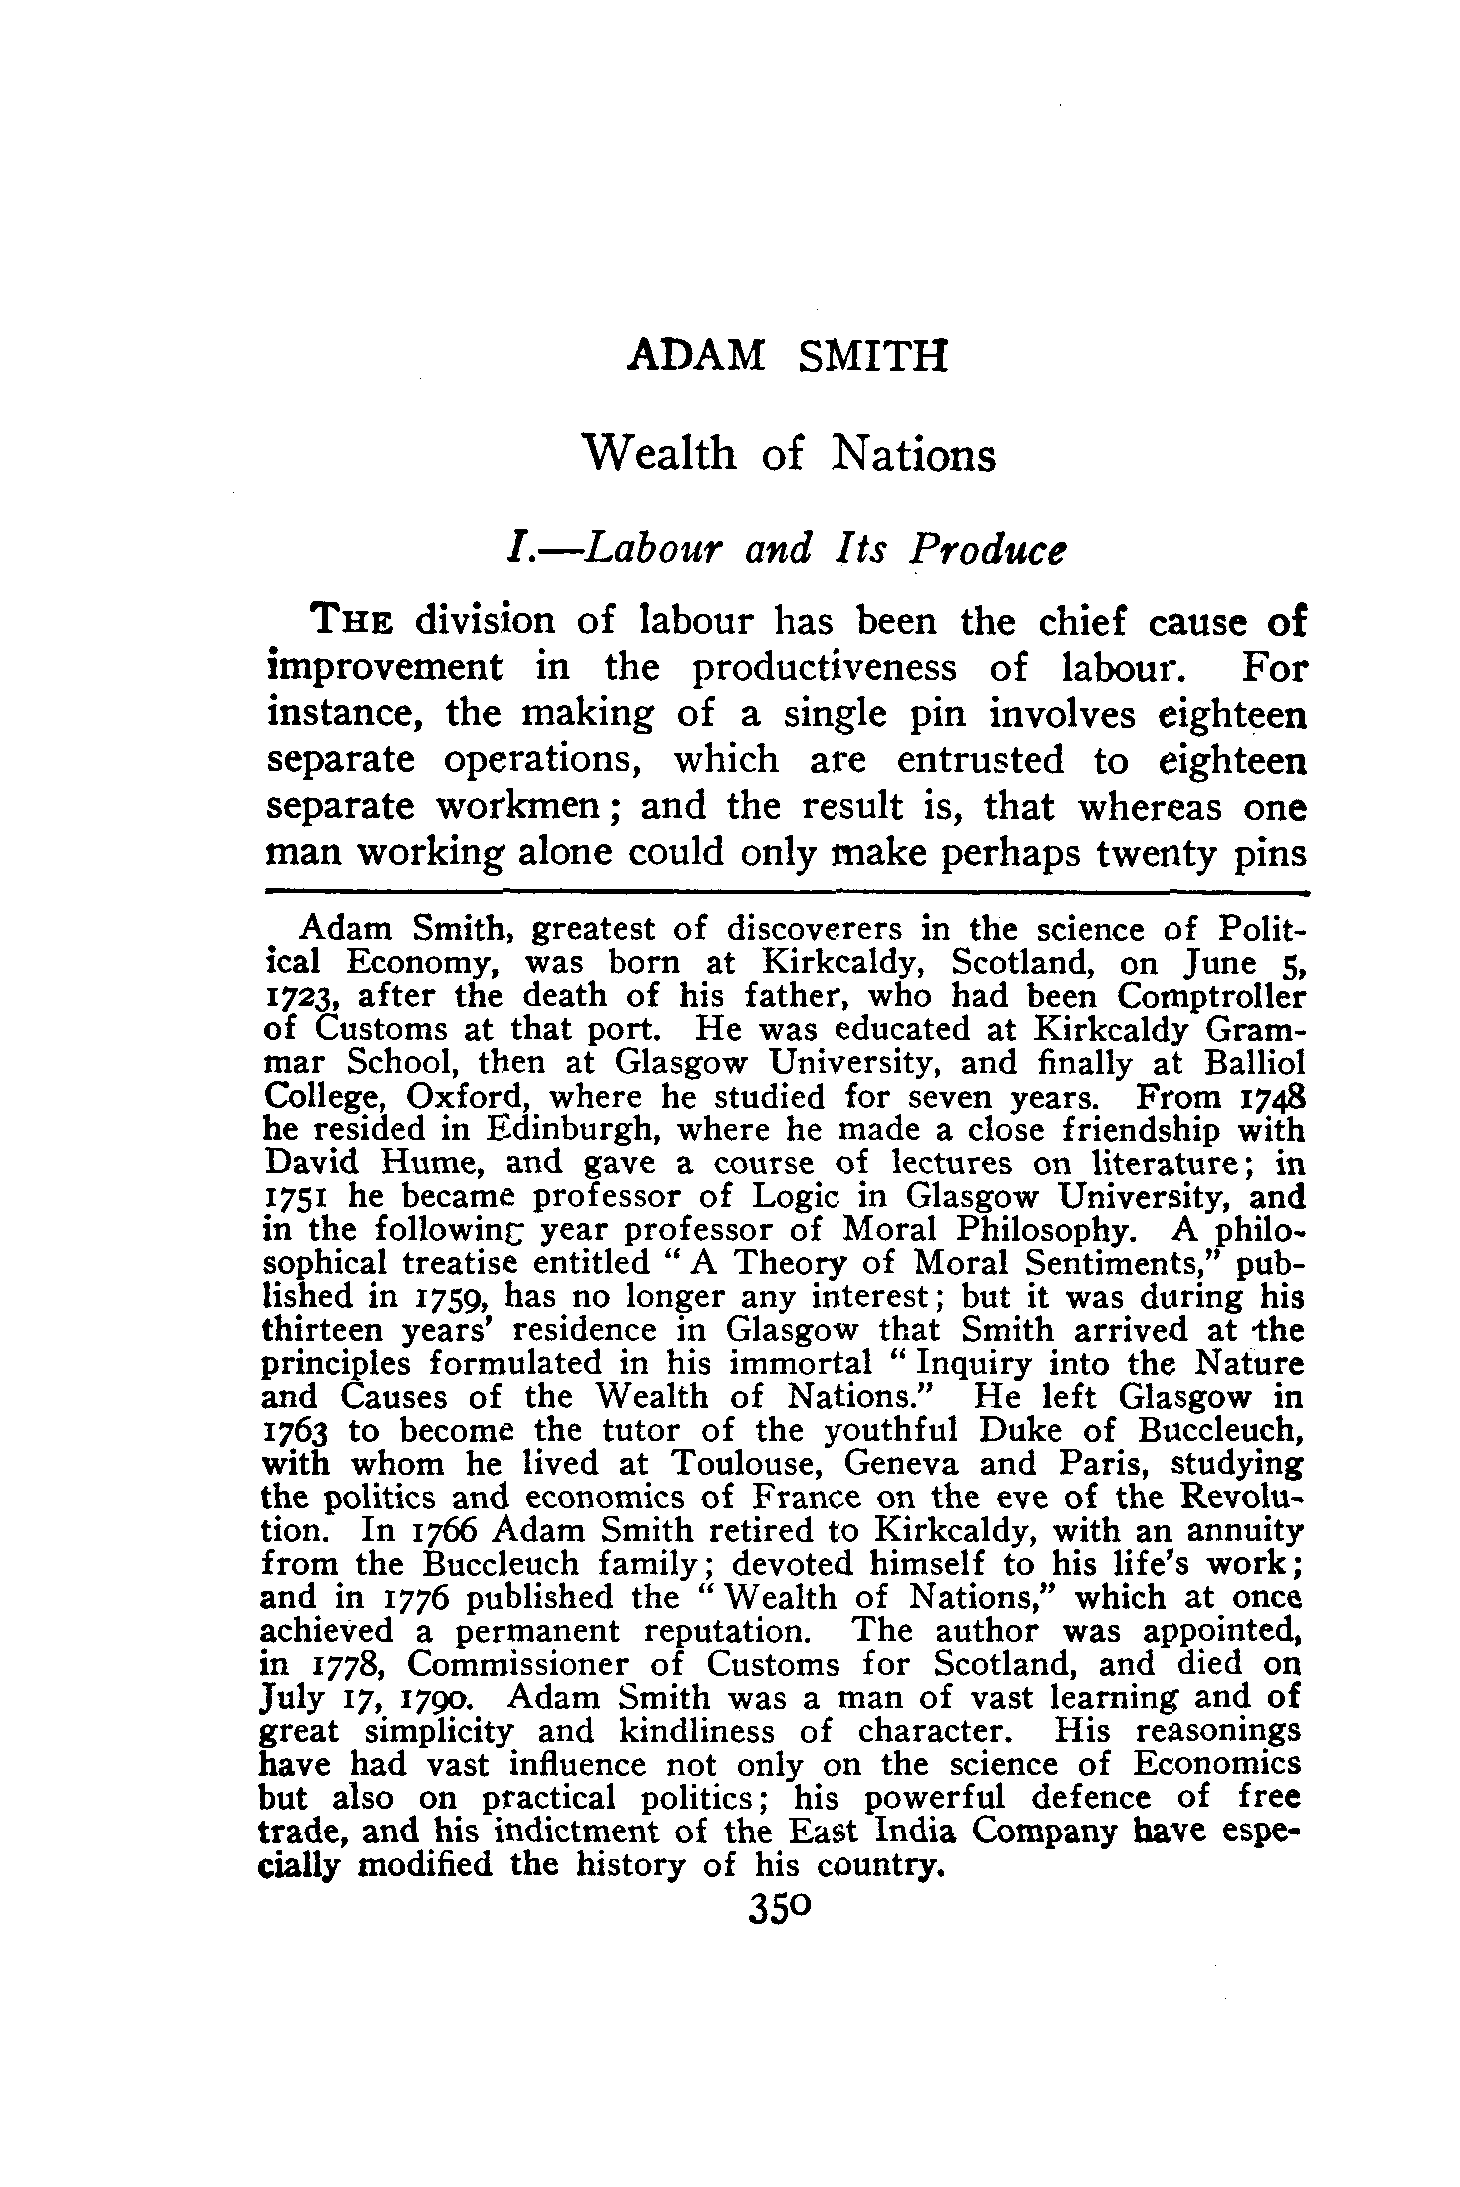 ADAM SMITH
Wealth of Nations
I.—Labour and Its Produce
THE division of labour has been the chief cause of
improvement in the productiveness of labour. For
instance, the making of a single pin involves eighteen
separate operations, which are entrusted to eighteen
separate workmen; and the result is, that whereas one
man working alone could only make perhaps twenty pins
Adam Smith, greatest of discoverers in the science of Polit-
ical Economy, was born at Kirkcaldy, Scotland, on June 5,
1723, after the death of his father, who had been Comptroller
of Customs at that port. He was educated at Kirkcaldy Gram-
mar School, then at Glasgow University, and finally at Balliol
College, Oxford, where he studied for seven years. From 1748
he resided in Edinburgh, where he made a close friendship with
David Hume, and gave a course of lectures on literature; in
1751 he became professor of Logic in Glasgow University, and
in the following year professor of Moral Philosophy. A philo-
sophical treatise entitled "A Theory of Moral Sentiments," pub-
lished in 1759, has no longer any interest; but it was during his
thirteen years' residence in Glasgow that Smith arrived at the
principles formulated in his immortal "Inquiry into the Nature
and Causes of the Wealth of Nations." He left Glasgow in
1763 to become the tutor of the youthful Duke of Buccleuch,
with whom he lived at Toulouse, Geneva and Paris, studying
the politics and economics of France on the eve of the Revolu-
tion. In 1766 Adam Smith retired to Kirkcaldy, with an annuity
from the Buccleuch family; devoted himself to his life's work;
and in 1776 published the "Wealth of Nations," which at once
achieved a permanent reputation. The author was appointed,
in 1778, Commissioner of Customs for Scotland, and died on
July 17, 1790. Adam Smith was a man of vast learning and of
great simplicity and kindliness of character. His reasonings
have had vast influence not only on the science of Economics
but also on practical politics; his powerful defence of free
trade, and his indictment of the East India Company have espe-
cially modified the history of his country.
350